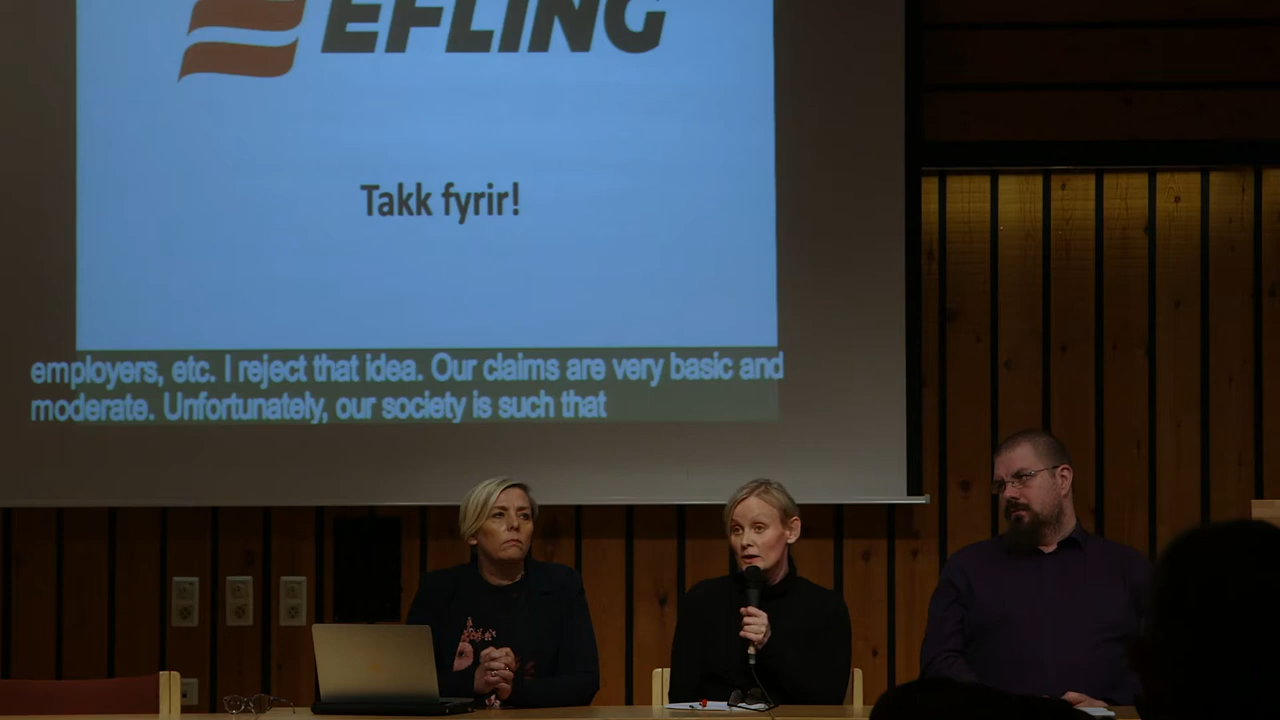 EFLING
Takk fyrir!
employers, etc. I reject that idea. Our claims are very basic and
moderate. Unfortunately, our society is such that